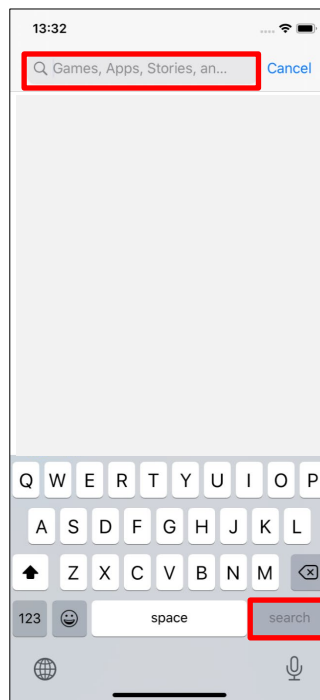 13:32
Games, Apps, Stories, an... Cancel
Q W E R T Y U I O P
A S D F G H J K L
Z X C V B N M
123 space search